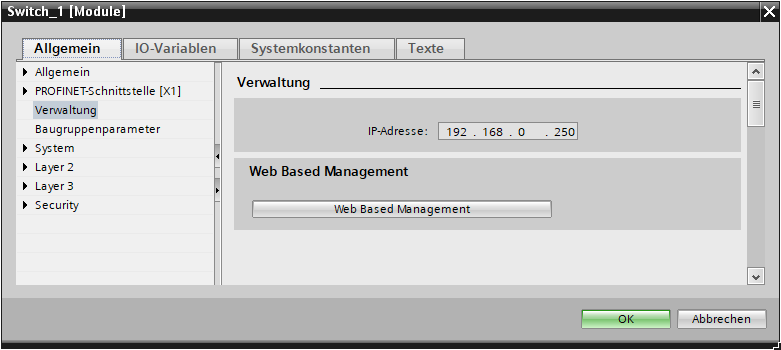 Switch_1 [Module]
Allgemein
IO-Variablen
Systemkonstanten
Texte
Allgemein
PROFINET-Schnittstelle [X1]
Verwaltung
Baugruppenparameter
System
Layer 2
Layer 3
Security
Verwaltung
IP-Adresse: 192 . 168 . 0 . 250
Web Based Management
Web Based Management
OK
Abbrechen